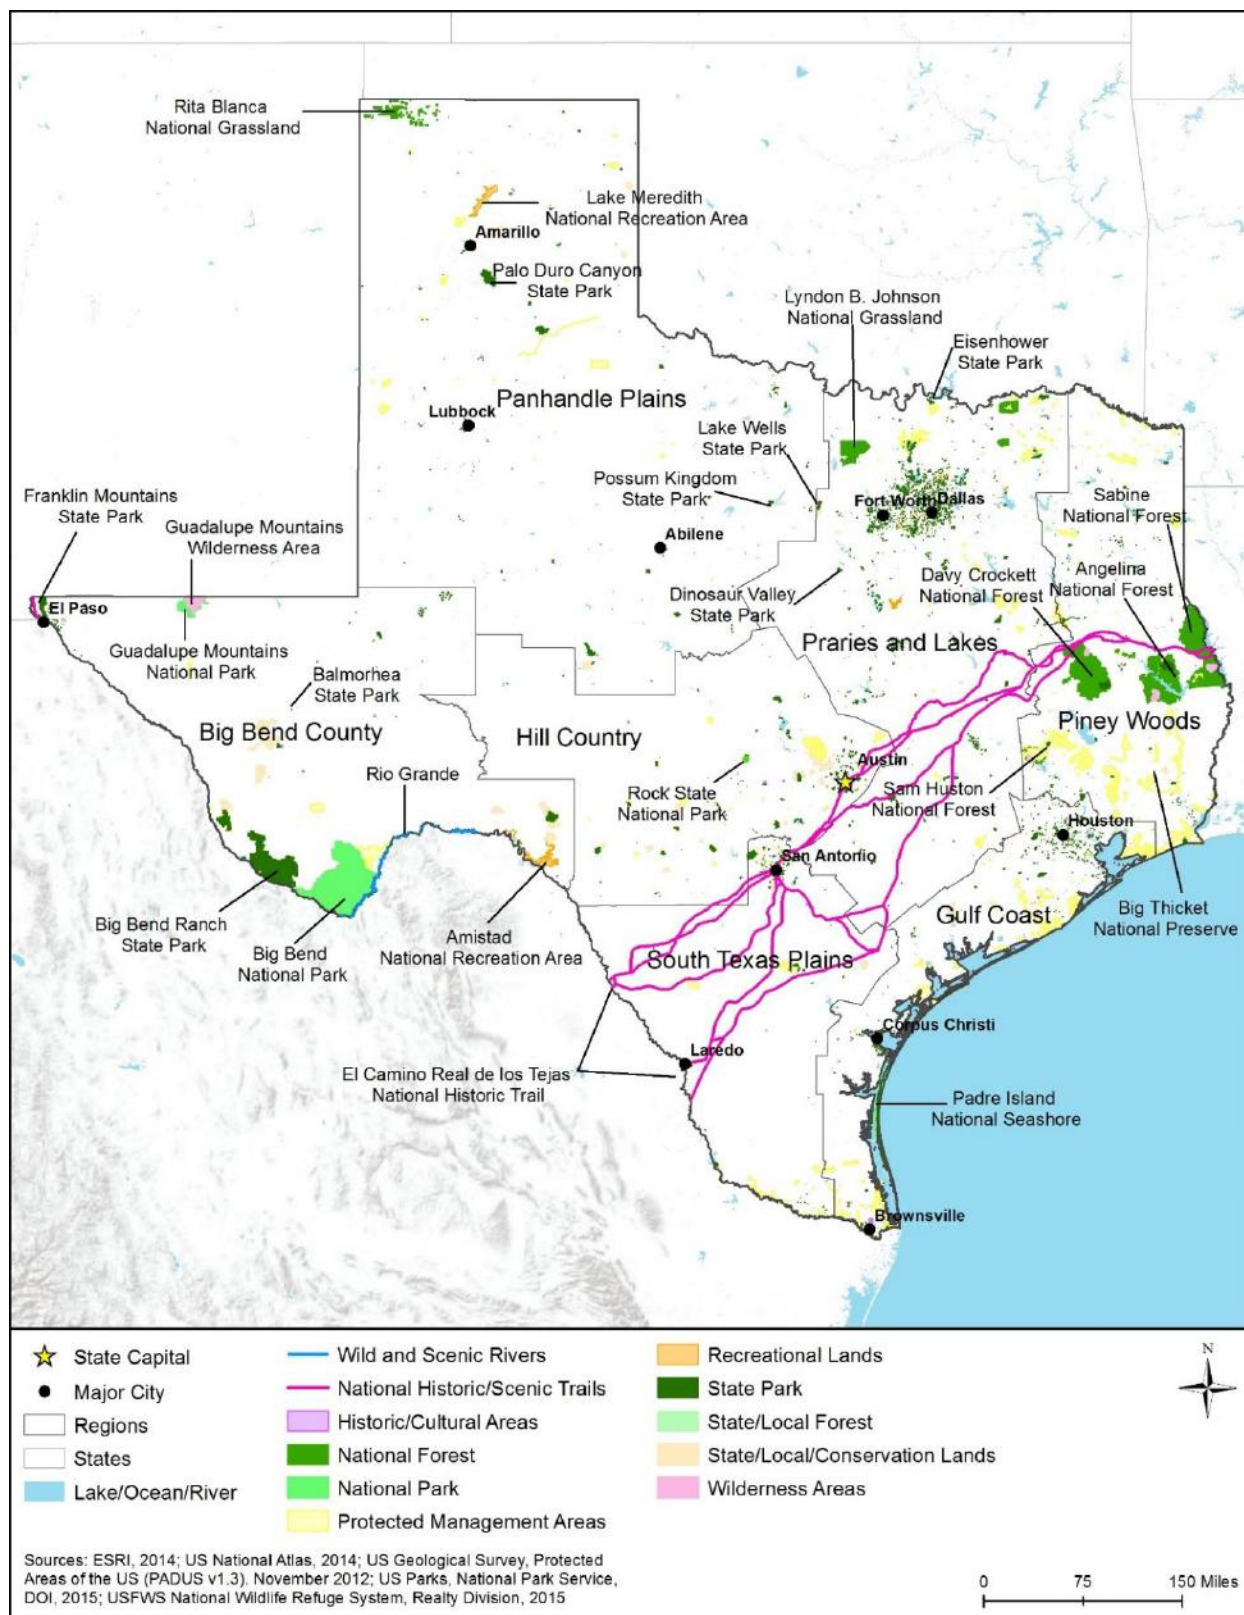 Rita Blanca
National Grassland
Lake Meredith
National Recreation Area
Amarillo
Palo Duro Canyon
State Park
Lyndon B. Johnson
National Grassland
Eisenhower
State Park
Panhandle Plains
Lubbock
Lake Wells
State Park
Possum Kingdom
State Park
Fort Worth
Dallas
Sabine
National Forest
Franklin Mountains
State Park
Guadalupe Mountains
Wilderness Area
Abilene
Davy Crockett
National Forest
Angelina
National Forest
Dinosaur Valley
State Park
El Paso
Guadalupe Mountains
National Park
Praries and Lakes
Balmorhea
State Park
Big Bend County
Hill Country
Piney Woods
Rio Grande
Austin
Rock State
National Park
Sam Huston
National Forest
Houston
San Antonio
Big Bend Ranch
State Park
Big Bend
National Park
Amistad
National Recreation Area
Gulf Coast
Big Thicket
National Preserve
South Texas Plains
Corpus Christi
Laredo
El Camino Real de los Tejas
National Historic Trail
Padre Island
National Seashore
Brownsville
State Capital
Major City
Regions
States
Lake/Ocean/River
Wild and Scenic Rivers
National Historic/Scenic Trails
Historic/Cultural Areas
National Forest
National Park
Protected Management Areas
Recreational Lands
State Park
State/Local Forest
State/Local/Conservation Lands
Wilderness Areas
N
Sources: ESRI, 2014; US National Atlas, 2014; US Geological Survey, Protected
Areas of the US (PADUS v1.3). November 2012; US Parks, National Park Service,
DOI, 2015; USFWS National Wildlife Refuge System, Realty Division, 2015
0 75 150 Miles